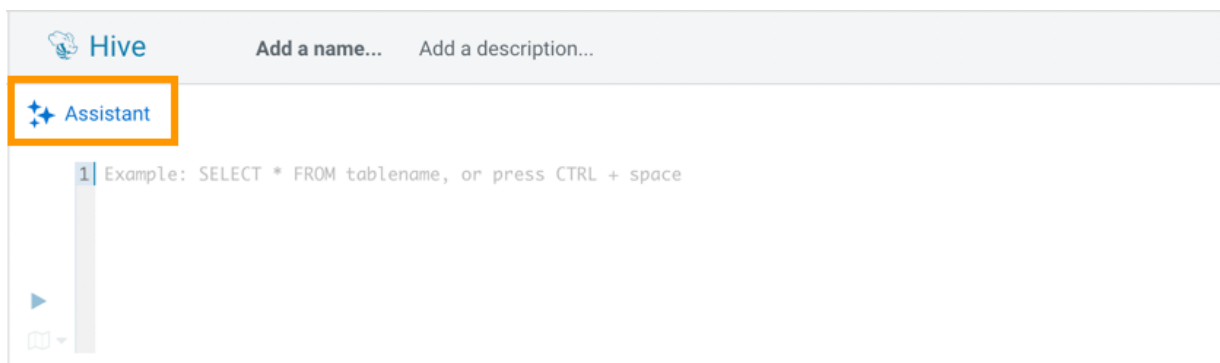 Hive Add a name... Add a description...
Assistant
1 Example: SELECT * FROM tablename, or press CTRL + space